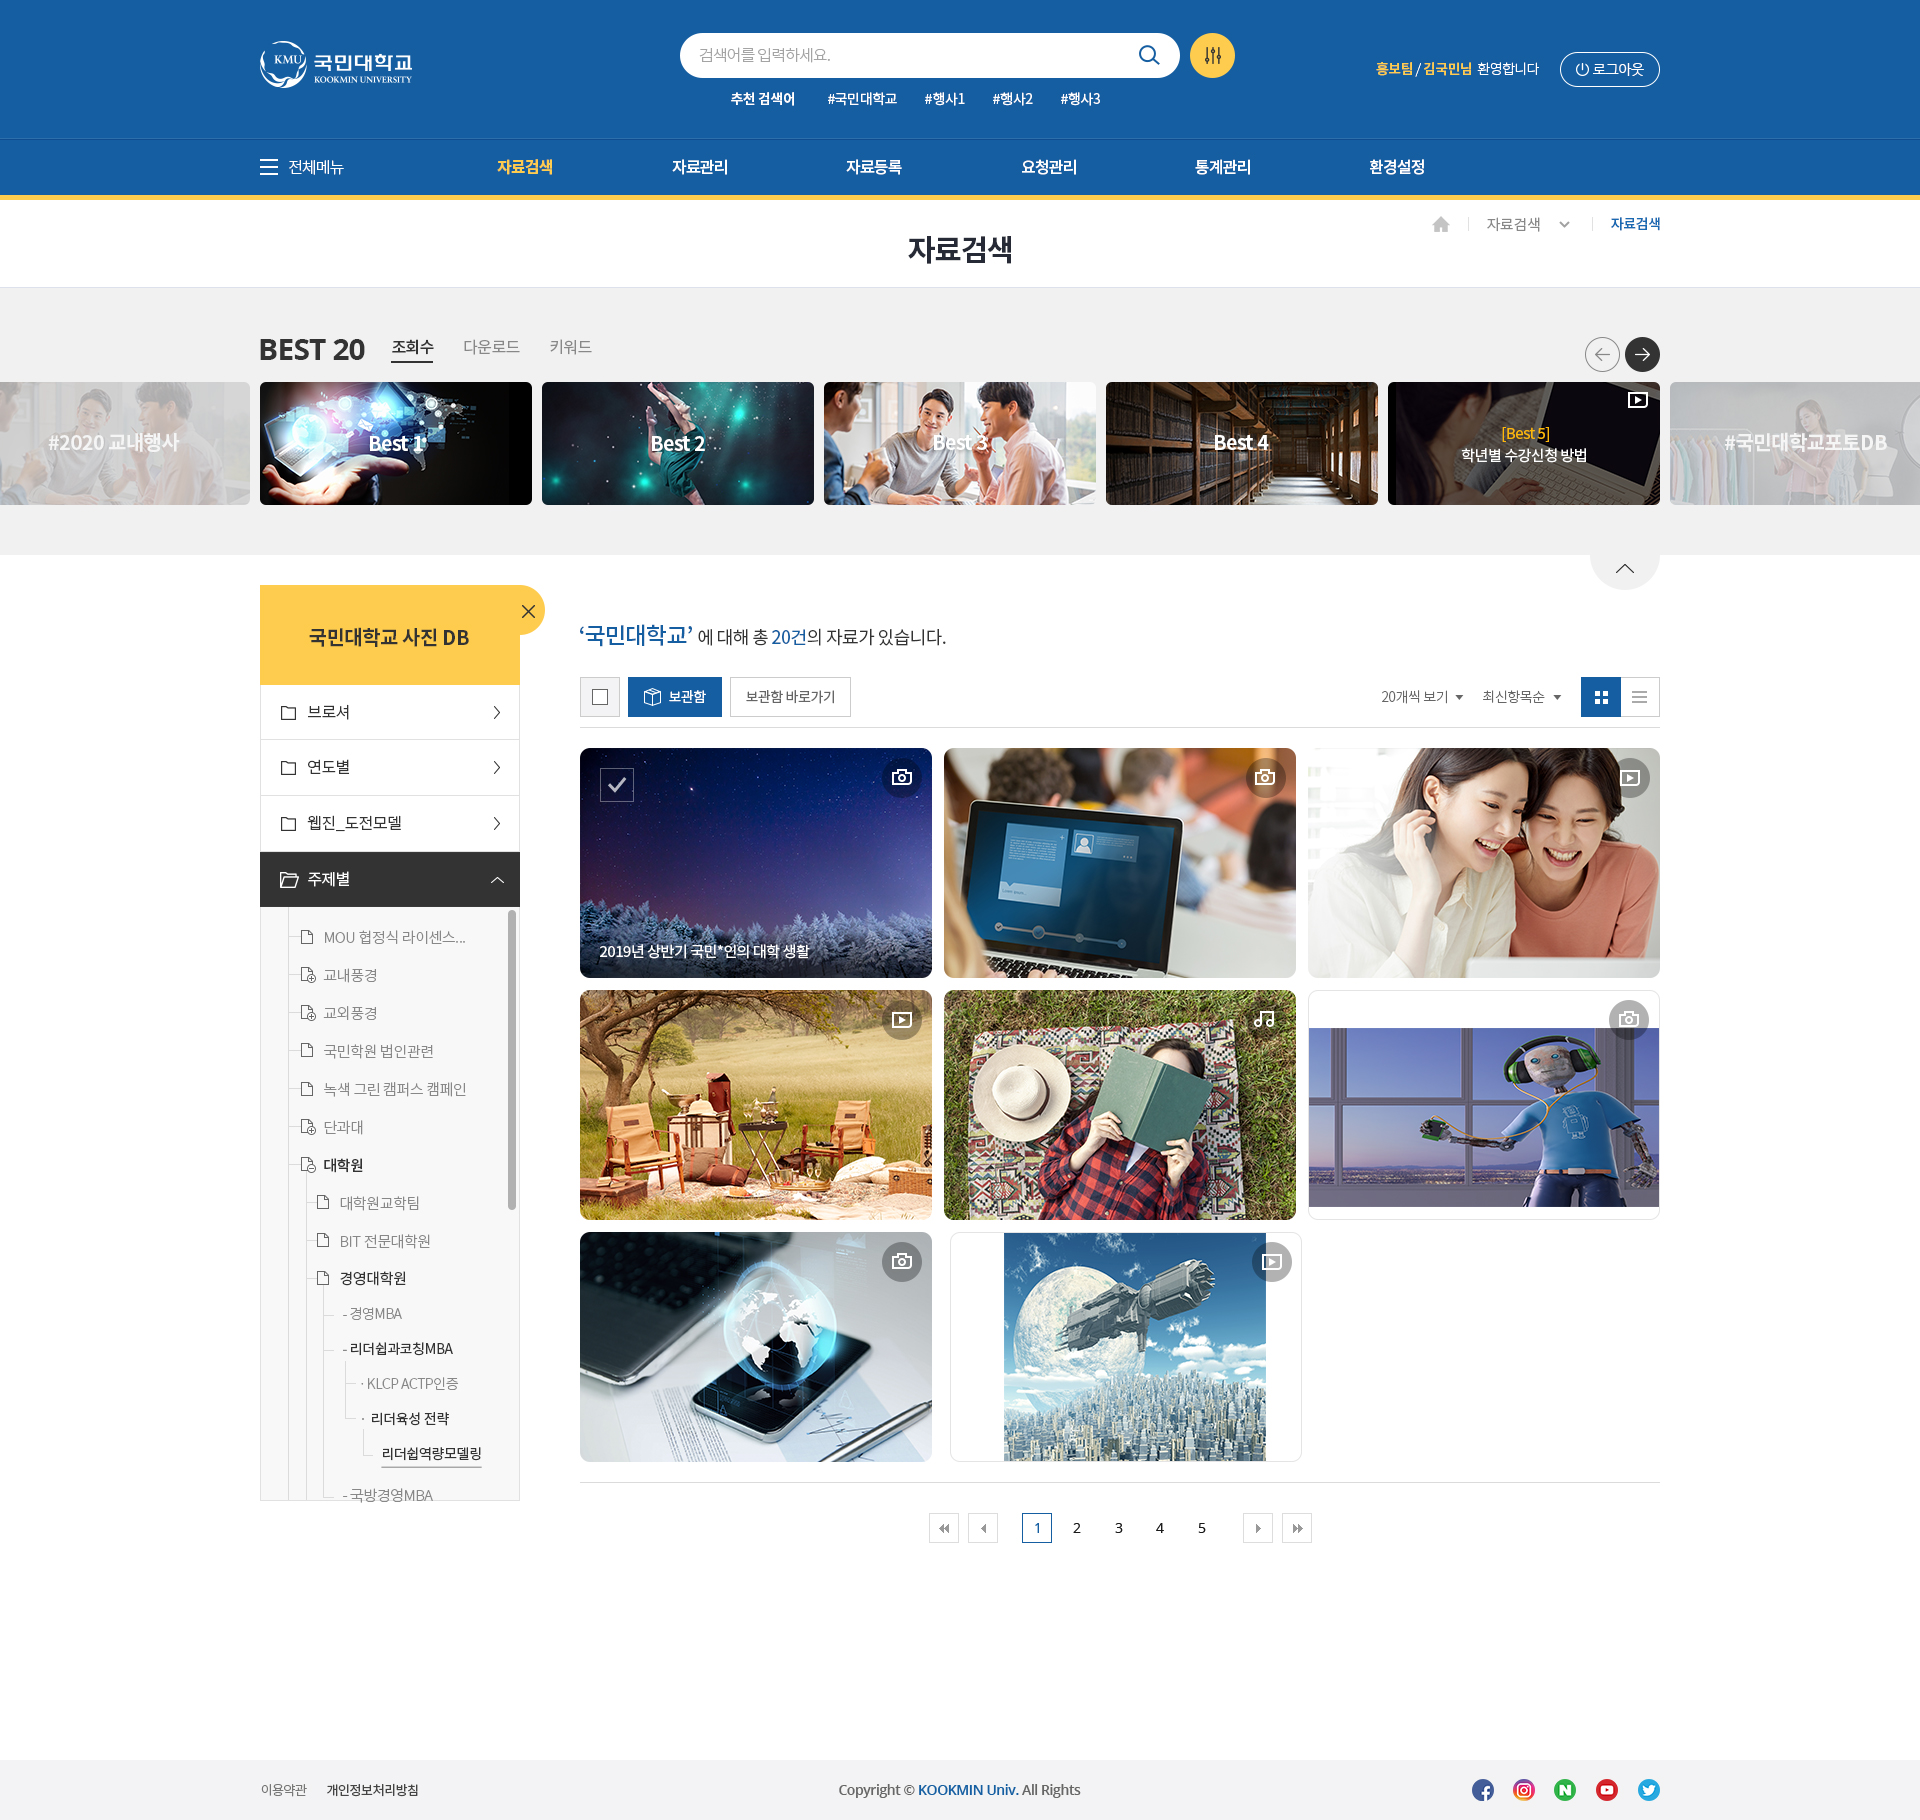 KMU 국민대학교
KOOKMIN UNIVERSITY
검색어를 입력하세요.
추천 검색어 #국민대학교 #행사1 #행사2 #행사3
홍보팀 / 김국민님 환영합니다
로그아웃
전체메뉴 자료검색 자료관리 자료등록 요청관리 통계관리 환경설정
자료검색 자료검색
자료검색
BEST 20 조회수 다운로드 키워드
#2020 교내행사
Best 1
Best 2
Best 3
Best 4
[Best 5]
학년별 수강신청 방법
#국민대학교포토DB
국민대학교 사진 DB
브로셔
연도별
웹진_도전모델
주제별
MOU 협정식 라이센스...
교내풍경
교외풍경
국민학원 법인관련
녹색 그린 캠퍼스 캠페인
단과대
대학원
대학원교학팀
BIT 전문대학원
경영대학원
- 경영MBA
- 리더쉽과코칭MBA
· KLCP ACTP인증
· 리더육성 전략
리더쉽역량모델링
- 국방경영MBA
‘국민대학교’ 에 대해 총 20건의 자료가 있습니다.
보관함 보관함 바로가기 20개씩 보기 최신항목순
2019년 상반기 국민*인의 대학 생활
1 2 3 4 5
이용약관 개인정보처리방침 Copyright © KOOKMIN Univ. All Rights